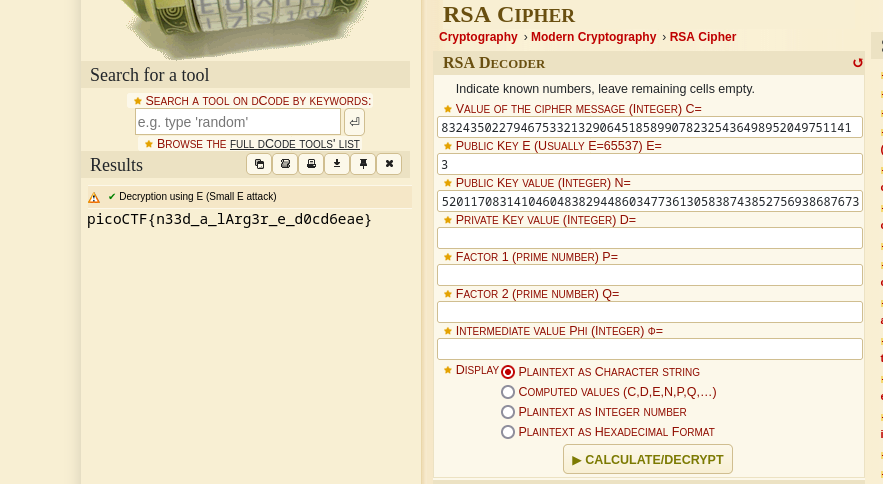 Search for a tool
SEARCH A TOOL ON DCODE BY KEYWORDS:
e.g. type 'random'
BROWSE THE FULL DCODE TOOLS' LIST
Results
Decryption using E (Small E attack)
picoCTF{n33d_a_lArg3r_e_d0cd6eae}
RSA CIPHER
Cryptography › Modern Cryptography › RSA Cipher
RSA DECODER
Indicate known numbers, leave remaining cells empty.
VALUE OF THE CIPHER MESSAGE (INTEGER) C=
83243502279467533213290645185899078232543649895204975​1141
PUBLIC KEY E (USUALLY E=65537) E=
3
PUBLIC KEY VALUE (INTEGER) N=
520117083141046048382944860347736130583874385275693868​7673
PRIVATE KEY VALUE (INTEGER) D=
FACTOR 1 (PRIME NUMBER) P=
FACTOR 2 (PRIME NUMBER) Q=
INTERMEDIATE VALUE PHI (INTEGER) Φ=
DISPLAY
PLAINTEXT AS CHARACTER STRING
COMPUTED VALUES (C,D,E,N,P,Q,...)
PLAINTEXT AS INTEGER NUMBER
PLAINTEXT AS HEXADECIMAL FORMAT
▶ CALCULATE/DECRYPT